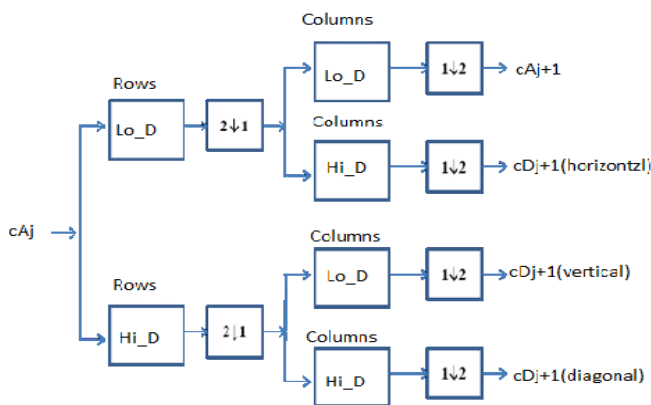 Columns
Lo_D
1↓2
cAj+1
Rows
Lo_D
2↓1
Columns
Hi_D
1↓2
cDj+1(horizontzl)
cAj
Columns
Lo_D
1↓2
cDj+1(vertical)
Rows
Hi_D
2↓1
Columns
Hi_D
1↓2
cDj+1(diagonal)